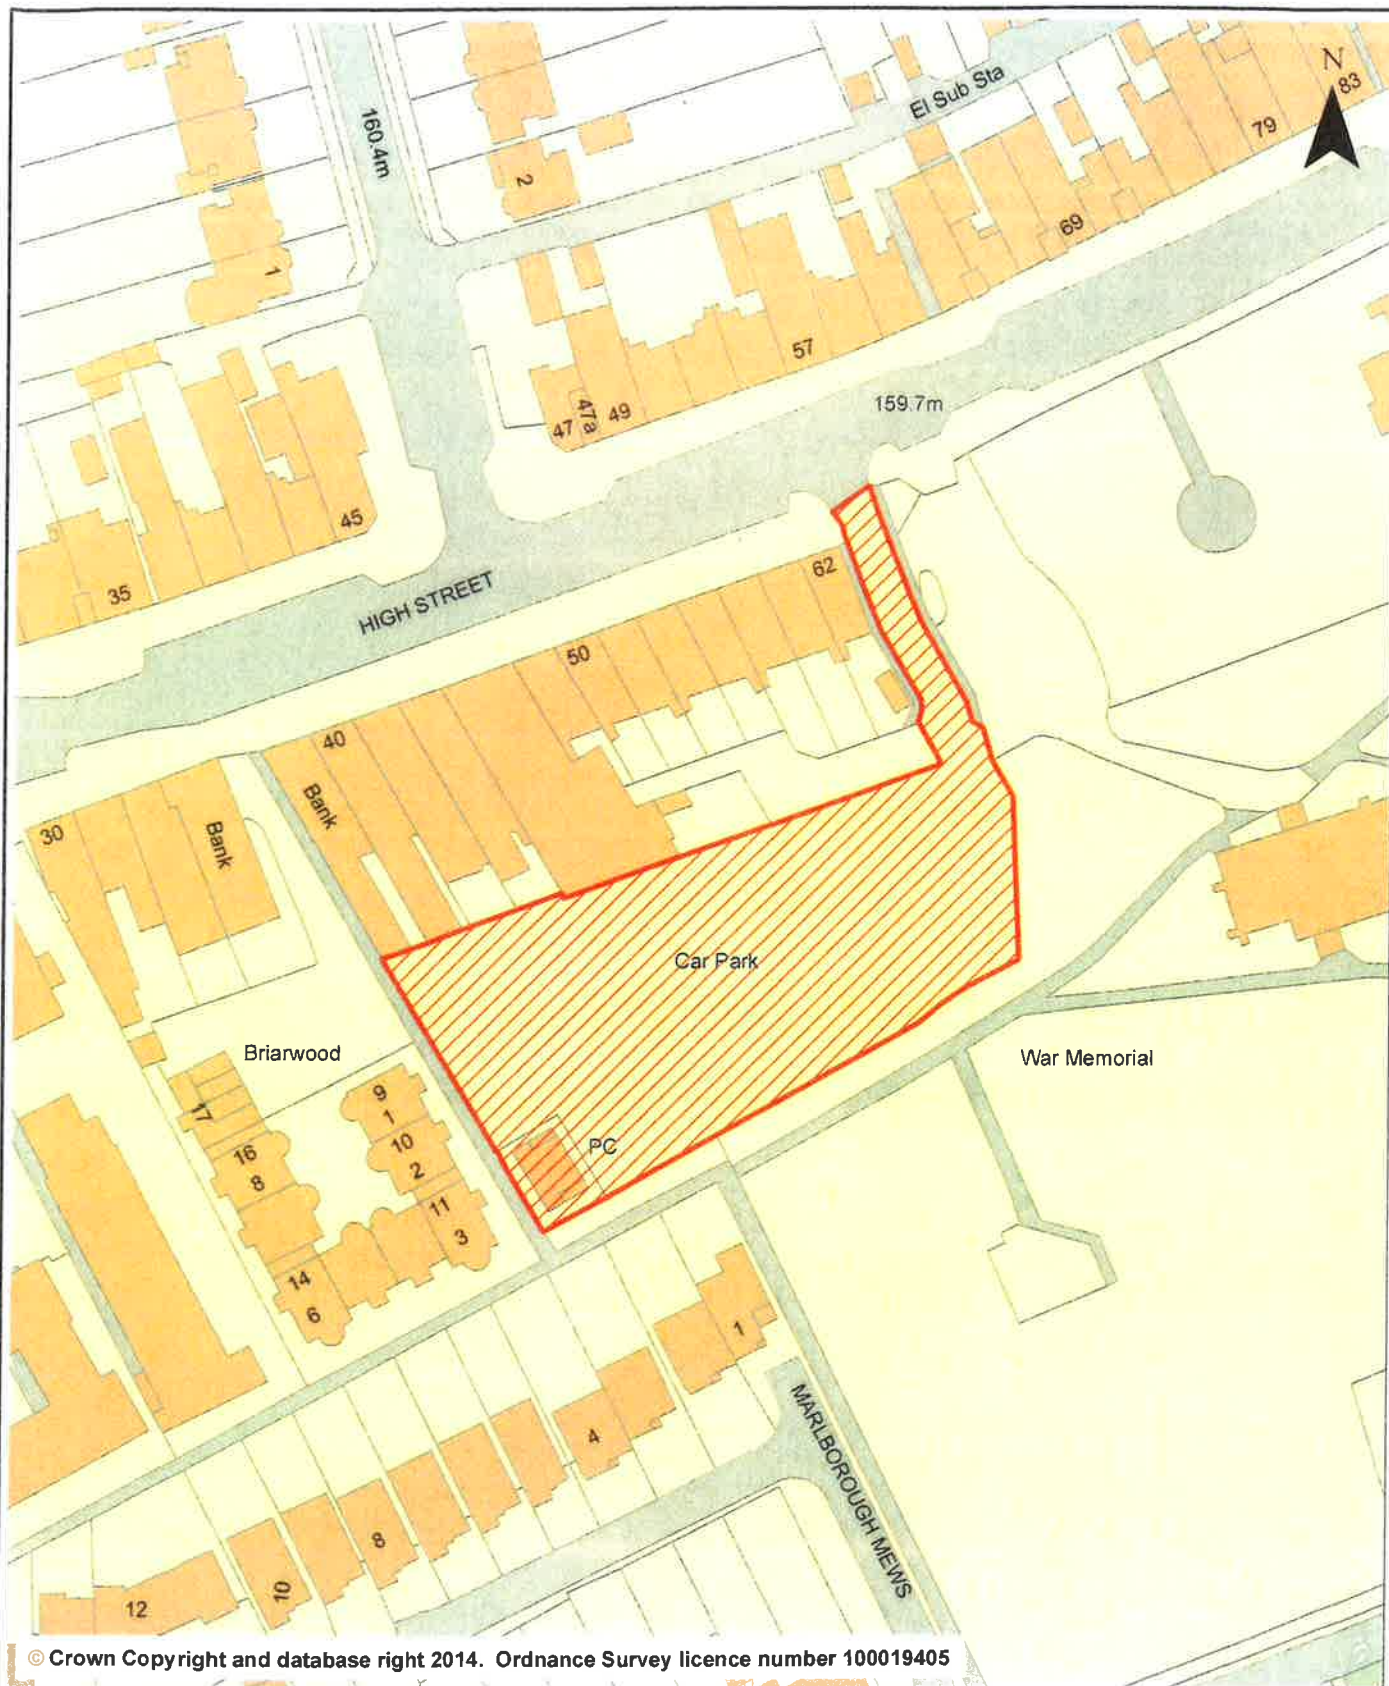 El Sub Sta
N
83
79
160.4m
2
69
1
57
159.7m
47
47a
49
45
62
35
HIGH STREET
50
40
Bank
30
Bank
Car Park
Briarwood
War Memorial
9
1
17
10
16
2
8
PC
11
3
14
6
1
4
MARLBOROUGH MEWS
8
10
12
© Crown Copyright and database right 2014. Ordnance Survey licence number 100019405